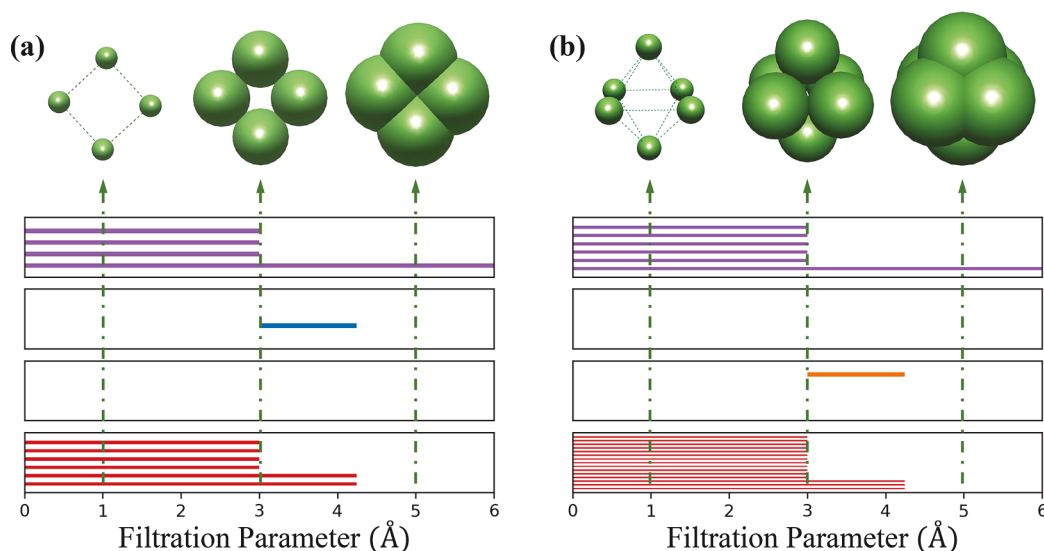 (a)
(b)
0 1 2 3 4 5 6
0 1 2 3 4 5 6
Filtration Parameter (Å)
Filtration Parameter (Å)